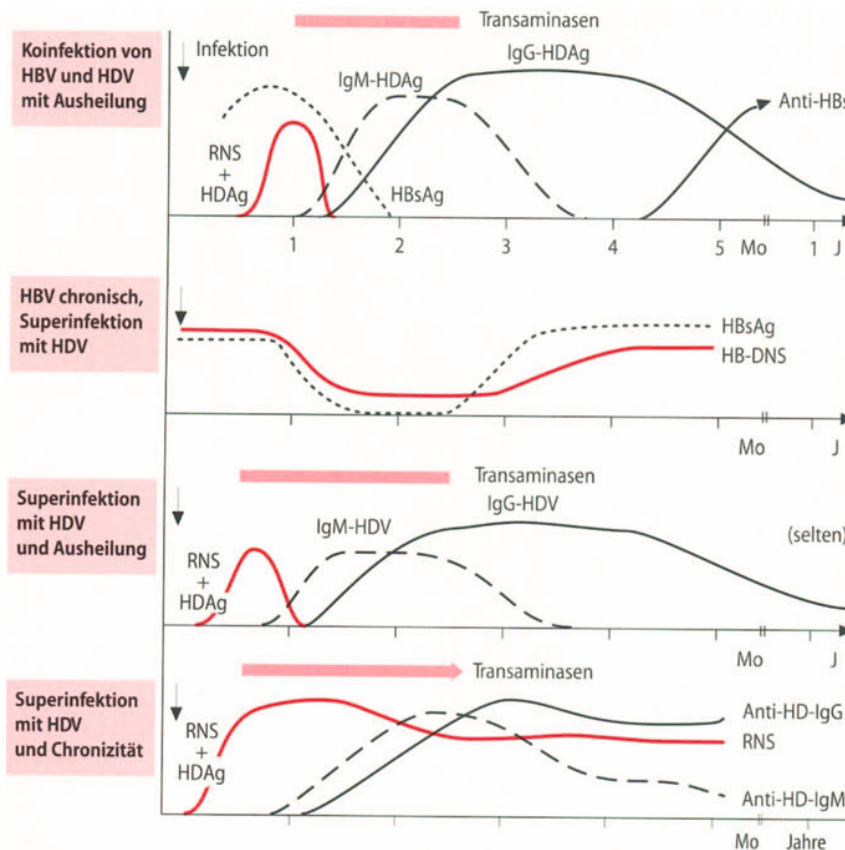 Transaminasen
Koinfektion von
HBV und HDV
mit Ausheilung
Infektion
IgM-HDAg
IgG-HDAg
Anti-HBs
RNS
+
HDAg
HBsAg
1 2 3 4 5 Mo 1 J
HBV chronisch,
Superinfektion
mit HDV
HBsAg
HB-DNS
Mo J
Superinfektion
mit HDV
und Ausheilung
Transaminasen
IgM-HDV
IgG-HDV
(selten)
RNS
+
HDAg
Mo J
Superinfektion
mit HDV
und Chronizität
Transaminasen
RNS
+
HDAg
Anti-HD-IgG
RNS
Anti-HD-IgM
Mo Jahre